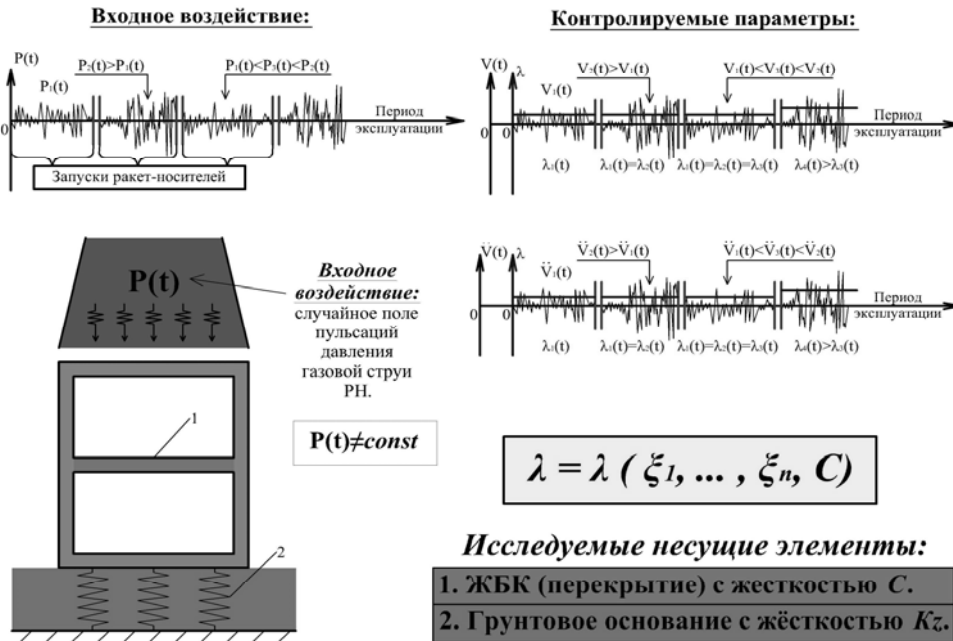 Входное воздействие:
P(t)
P₁(t)
P₂(t)>P₁(t)
P₁(t)<P₃(t)<P₂(t)
0
Период
эксплуатации
Запуски ракет-носителей
Контролируемые параметры:
V(t)
λ
V₁(t)
V₂(t)>V₁(t)
V₁(t)<V₃(t)<V₂(t)
0
0
Период
эксплуатации
λ₁(t)
λ₁(t)=λ₂(t)
λ₁(t)=λ₂(t)=λ₃(t)
λ₄(t)>λ₃(t)
P(t)
Входное
воздействие:
случайное поле
пульсаций
давления
газовой струи
РН.
P(t)≠const
1
2
V̈(t)
λ
V̈₁(t)
V̈₂(t)>V̈₁(t)
V̈₁(t)<V̈₃(t)<V̈₂(t)
0
0
Период
эксплуатации
λ₁(t)
λ₁(t)=λ₂(t)
λ₁(t)=λ₂(t)=λ₃(t)
λ₄(t)>λ₃(t)
λ = λ ( ξ₁, ... , ξₙ, C)
Исследуемые несущие элементы:
1. ЖБК (перекрытие) с жесткостью C.
2. Грунтовое основание с жёсткостью Kz.